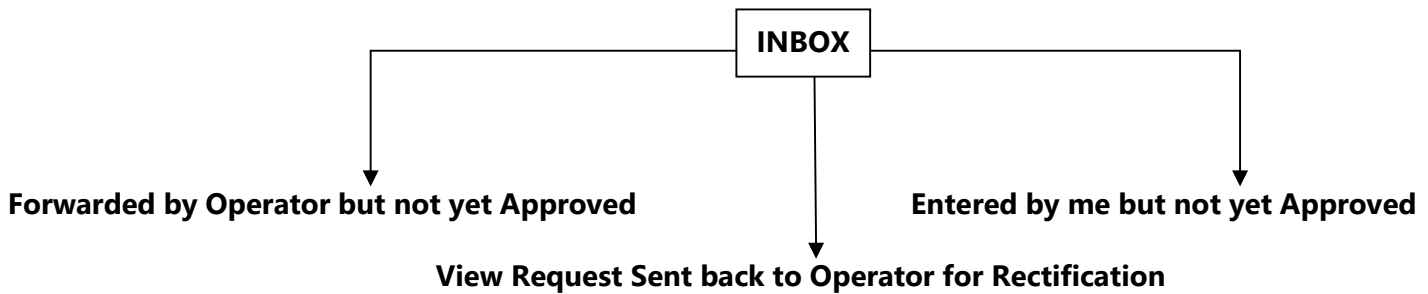 INBOX
Forwarded by Operator but not yet Approved
Entered by me but not yet Approved
View Request Sent back to Operator for Rectification